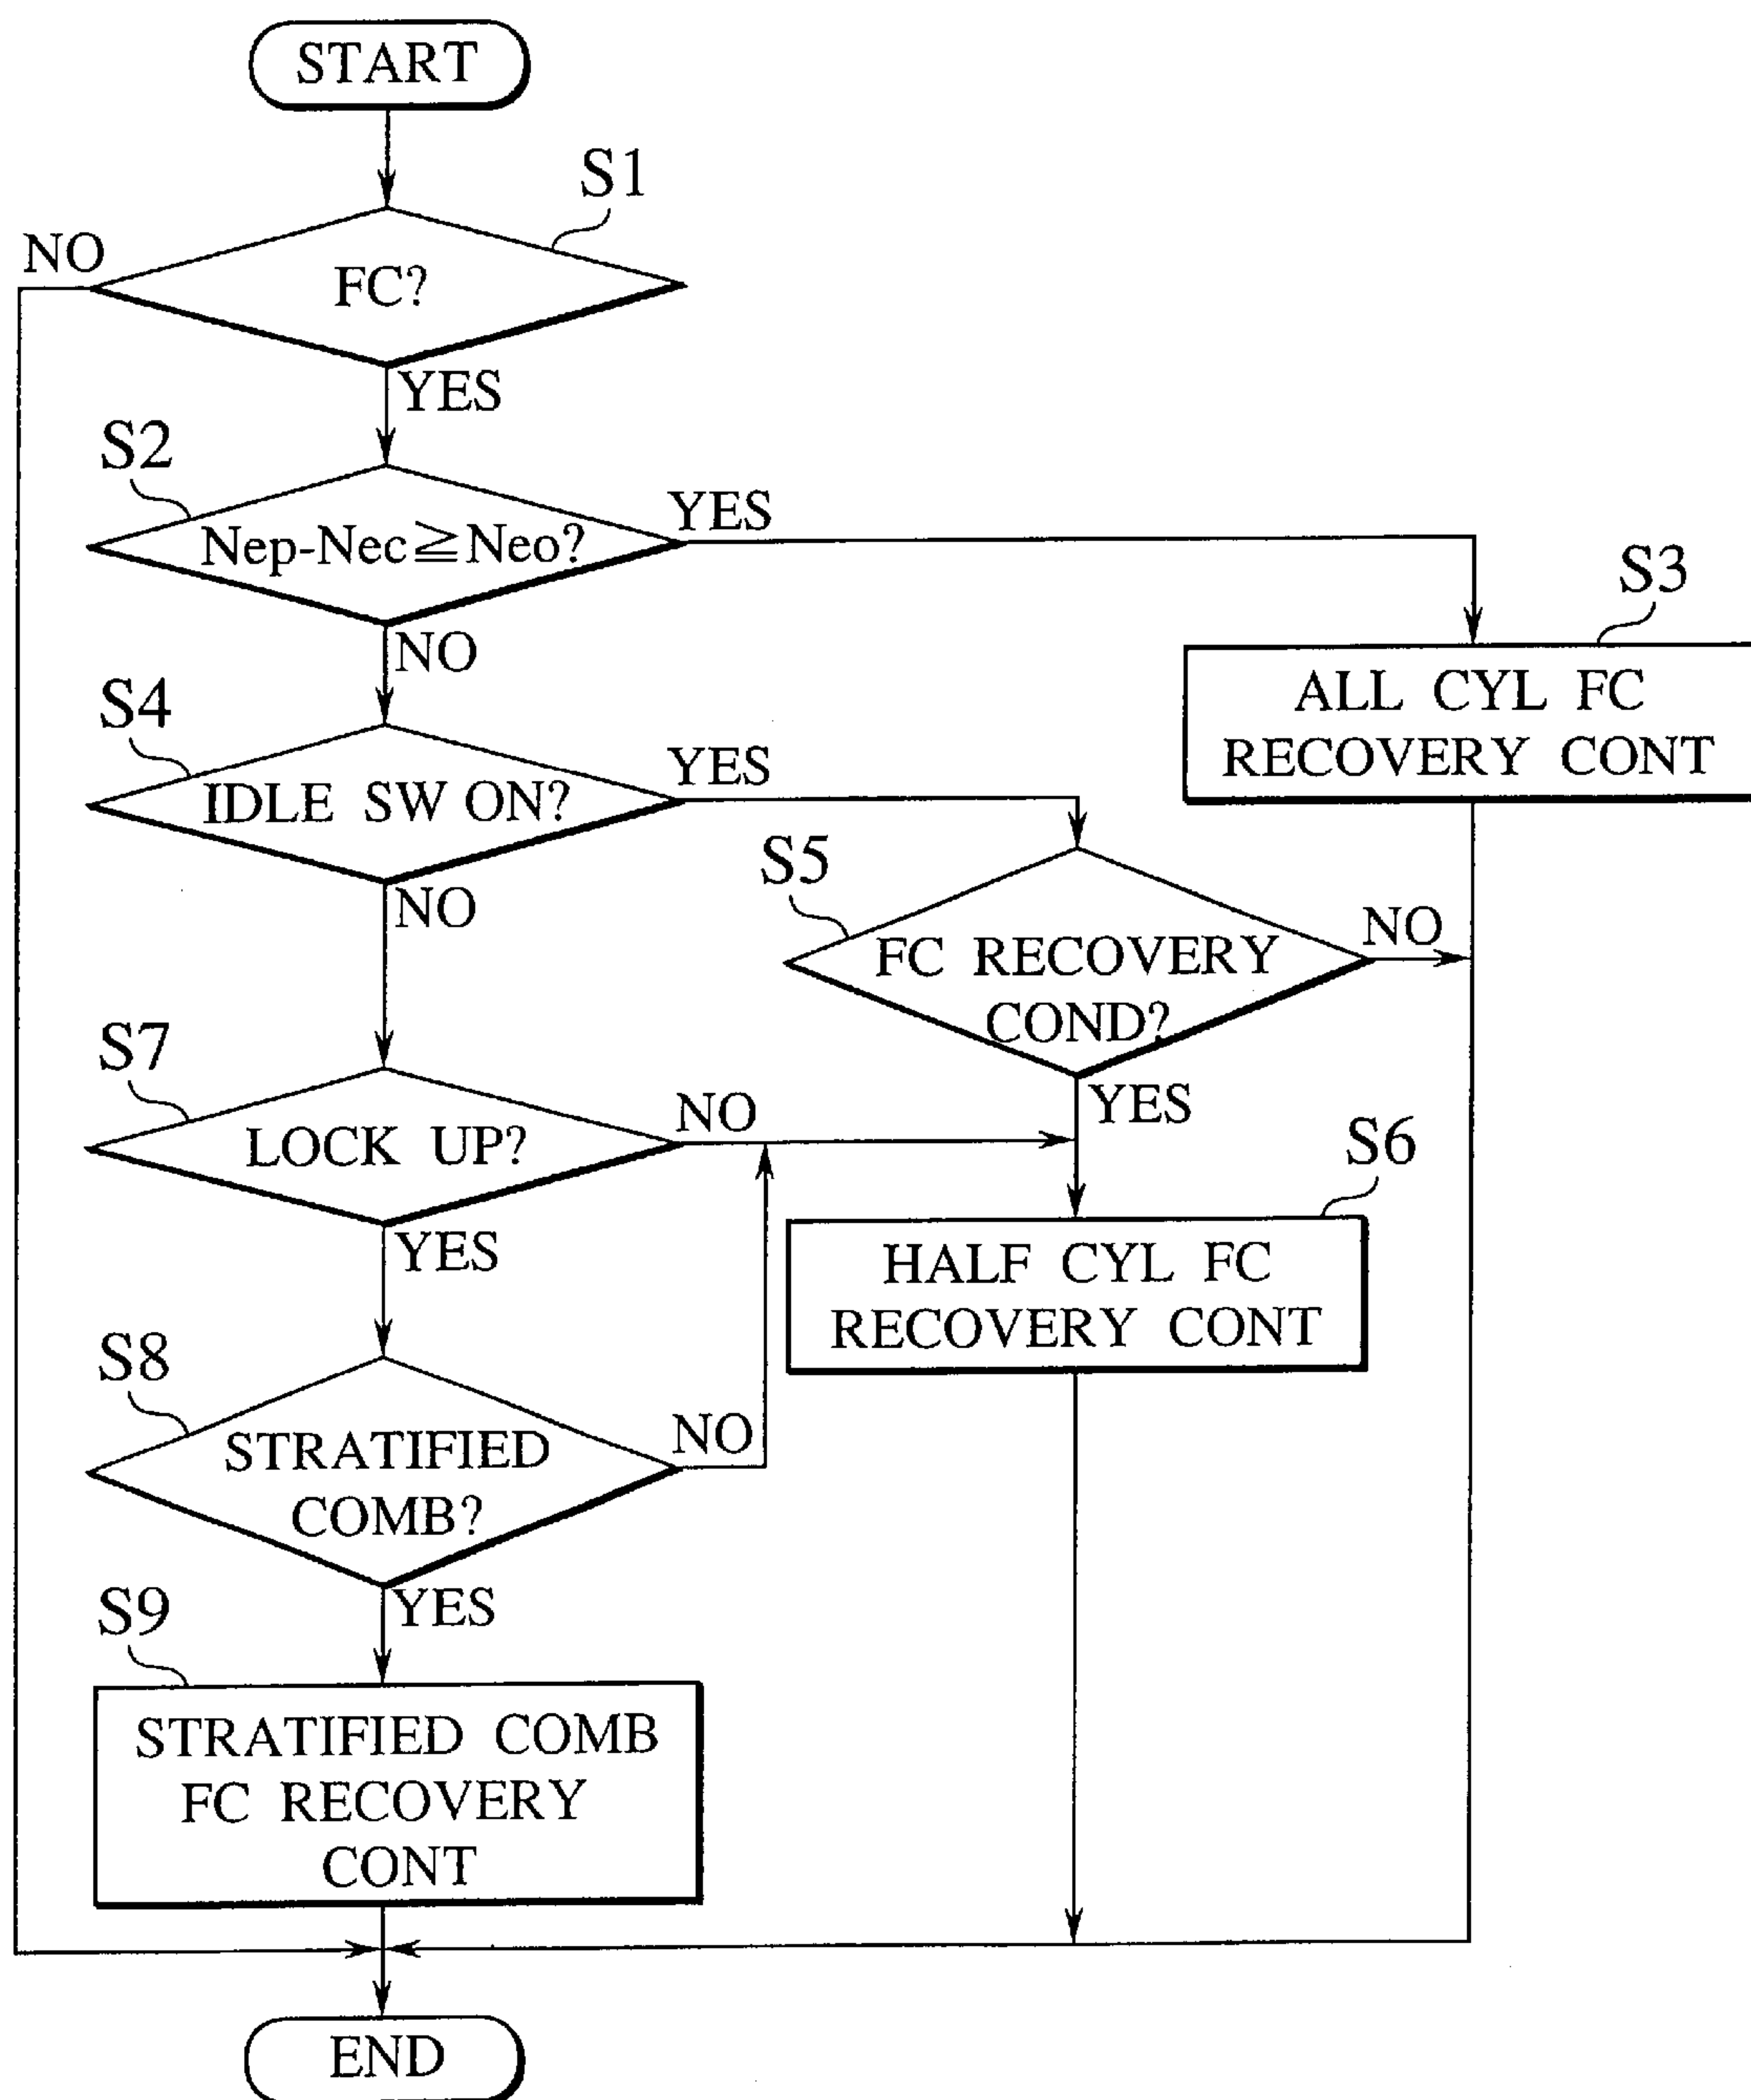 START
S1
NO
FC?
YES
S2
YES
Nep-Nec≧Neo?
S3
NO
ALL CYL FC
RECOVERY CONT
S4
YES
IDLE SW ON?
S5
NO
NO
FC RECOVERY
COND?
S7
YES
NO
LOCK UP?
S6
YES
HALF CYL FC
RECOVERY CONT
S8
NO
STRATIFIED
COMB?
YES
S9
STRATIFIED COMB
FC RECOVERY
CONT
END